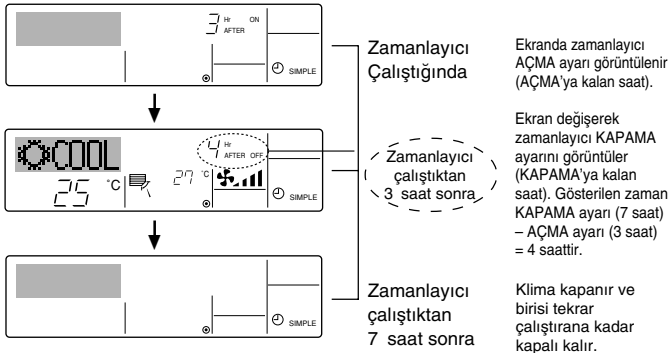 3 Hr ON
AFTER
SIMPLE
Zamanlayıcı
Çalıştığında
Ekranda zamanlayıcı
AÇMA ayarı görüntülenir
(AÇMA'ya kalan saat).
COOL
4 Hr
AFTER OFF
25 °C
27 °C
SIMPLE
Zamanlayıcı
çalıştıktan
3 saat sonra
Ekran değişerek
zamanlayıcı KAPAMA
ayarını görüntüler
(KAPAMA'ya kalan
saat). Gösterilen zaman
KAPAMA ayarı (7 saat)
– AÇMA ayarı (3 saat)
= 4 saattir.
SIMPLE
Zamanlayıcı
çalıştıktan
7 saat sonra
Klima kapanır ve
birisi tekrar
çalıştırana kadar
kapalı kalır.